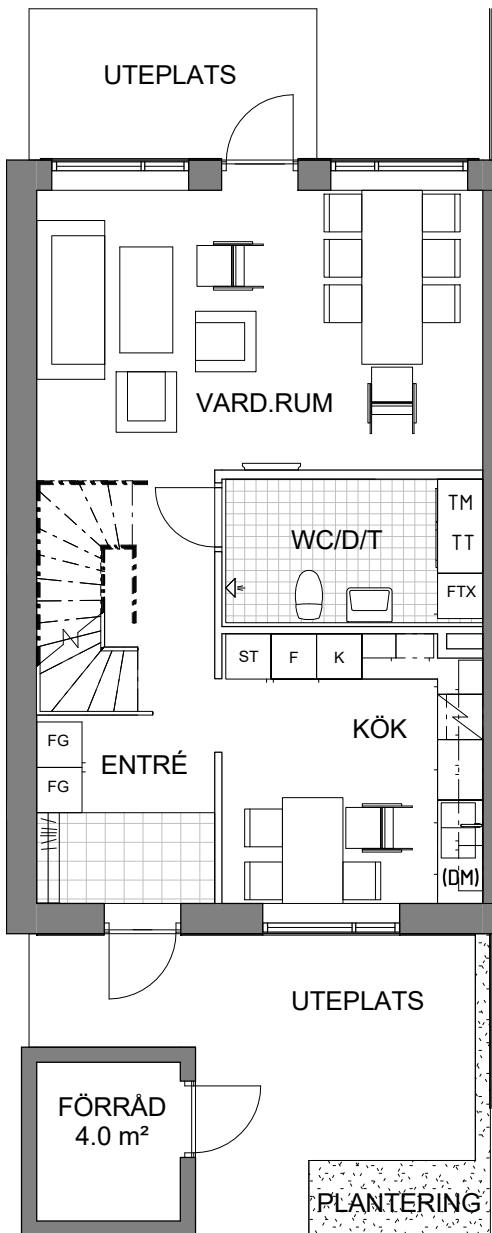 UTEPLATS
VARD.RUM
TM
WC/D/T
TT
FTX
ST
F
K
KÖK
FG
ENTRÉ
FG
(DM)
UTEPLATS
FÖRRÅD
4.0 m²
PLANTERING